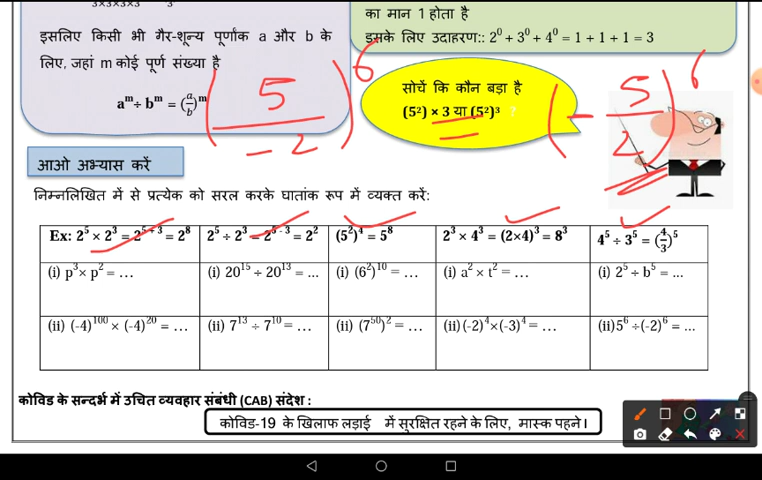 इसलिए किसी भी गैर-शून्य पूर्णांक a और b के
लिए, जहां m कोई पूर्ण संख्या है
aᵐ÷ bᵐ = (a/b)ᵐ
का मान 1 होता है
इसके लिए उदाहरण:: 2⁰ + 3⁰ + 4⁰ = 1 + 1 + 1 = 3
सोचें कि कौन बड़ा है
(5²) × 3 या (5²)³ ?
(5/-2)⁶
(-5/2)⁶
आओ अभ्यास करें
निम्नलिखित में से प्रत्येक को सरल करके घातांक रूप में व्यक्त करें:
Ex: 2⁵ × 2³ = 2⁵⁺³ = 2⁸ 2⁵ ÷ 2³ = 2⁵⁻³ = 2² (5²)⁴ = 5⁸ 2³ × 4³ = (2×4)³ = 8³ 4⁵ ÷ 3⁵ = (4/3)⁵
(i) p³× p² = … (i) 20¹⁵ ÷ 20¹³ = ... (i) (6²)¹⁰ = … (i) a² × t² = … (i) 2⁵ ÷ b⁵ = ...
(ii) (-4)¹⁰⁰ × (-4)²⁰ = … (ii) 7¹³ ÷ 7¹⁰ = … (ii) (7⁵⁰)² = … (ii) (-2)⁴×(-3)⁴ = … (ii)5⁶ ÷(-2)⁶ = ...
कोविड के सन्दर्भ में उचित व्यवहार संबंधी (CAB) संदेश :
कोविड-19 के खिलाफ लड़ाई में सुरक्षित रहने के लिए, मास्क पहने।